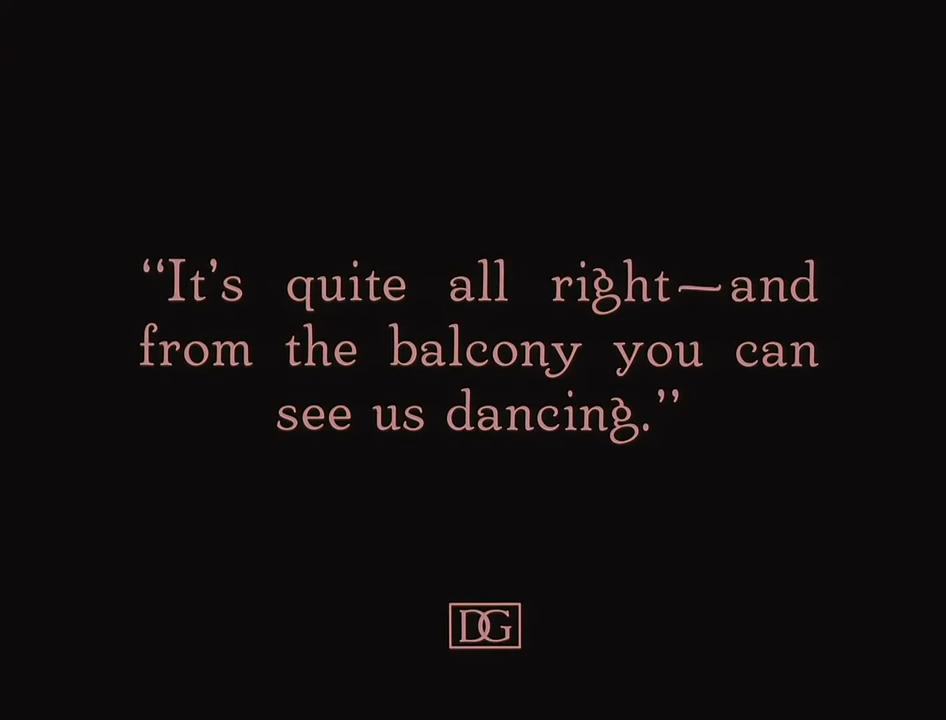 “It’s quite all right—and
from the balcony you can
see us dancing.”
DG